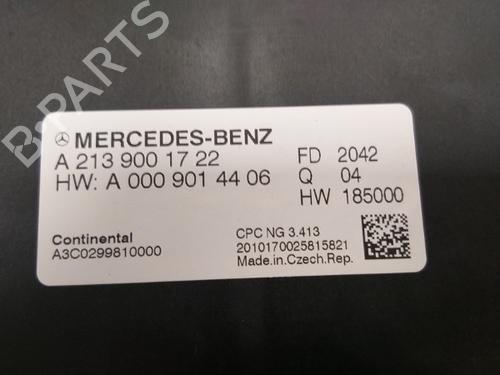 B-PARTS
MERCEDES-BENZ
A 213 900 17 22
HW: A 000 901 44 06
FD 2042
Q 04
HW 185000
Continental
A3C0299810000
CPC NG 3.413
2010170025815821
Made.in.Czech.Rep.